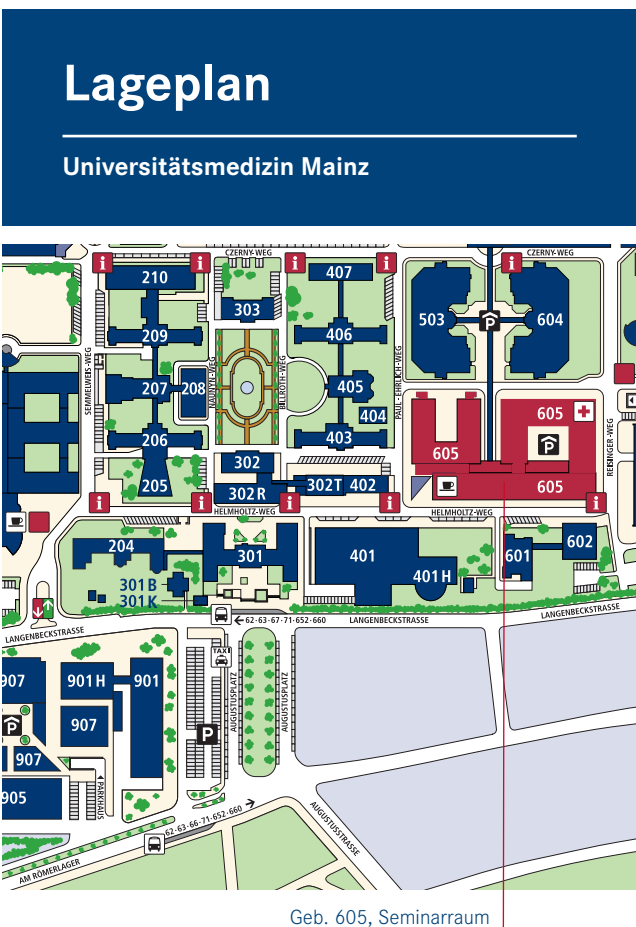 Lageplan
Universitätsmedizin Mainz
CZERNY-WEG
CZERNY-WEG
i
i
i
i
210
407
303
503
P
604
209
406
SEMMELWEIS-WEG
NAUNYN-WEG
BILLROTH-WEG
PAUL-EHRLICH-WEG
207
208
405
404
605
206
403
605
P
REISINGER-WEG
302
205
302 R
302T
402
605
i
i
i
i
i
HELMHOLTZ-WEG
HELMHOLTZ-WEG
204
301
401
601
602
301 B
401 H
301 K
LANGENBECKSTRASSE
62·63·67·71·652·660
LANGENBECKSTRASSE
LANGENBECKSTRASSE
TAXI
907
901 H
901
AUGUSTUSPLATZ
AUGUSTUSPLATZ
P
907
P
907
905
PARKHAUS
62·63·66·71·652·660
AUGUSTUSSTRASSE
AM RÖMERLAGER
Geb. 605, Seminarraum